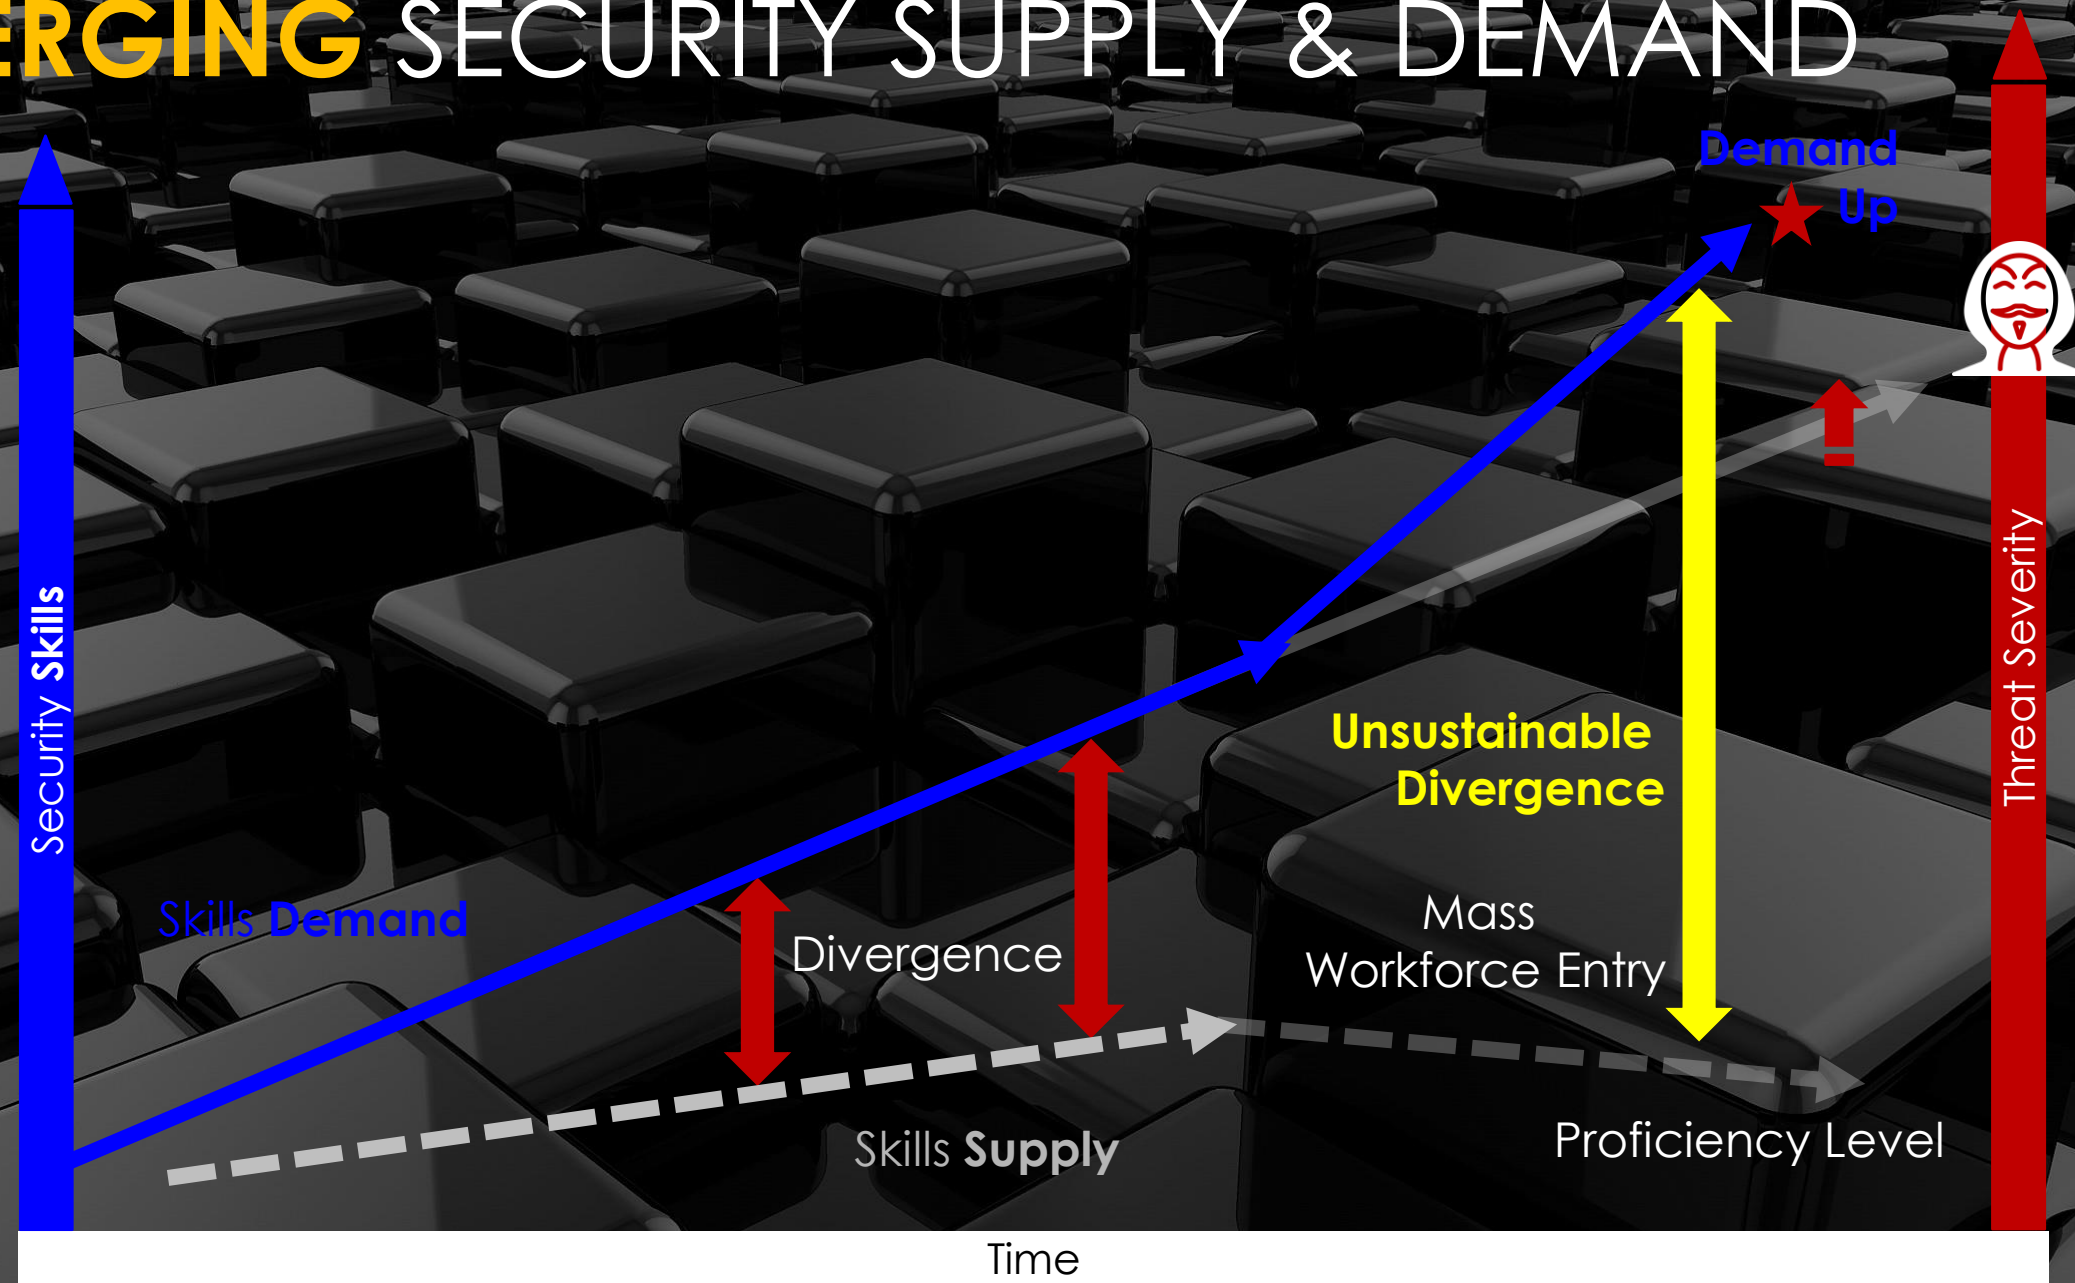 ERGING SECURITY SUPPLY & DEMAND
Demand
Up
Security Skills
Threat Severity
Unsustainable
Divergence
Skills Demand
Divergence
Mass
Workforce Entry
Skills Supply
Proficiency Level
Time